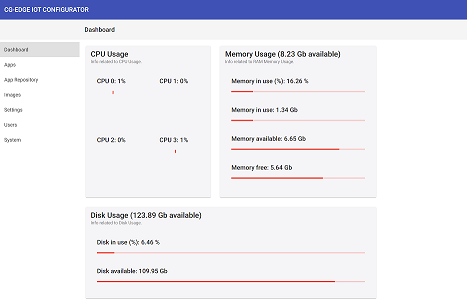 CG-EDGE IOT CONFIGURATOR
Dashboard
Dashboard
Apps
App Repository
Images
Settings
Users
System
CPU Usage
Info related to CPU Usage.
CPU 0: 1%
CPU 1: 0%
CPU 2: 0%
CPU 3: 1%
Memory Usage (8.23 Gb available)
Info related to RAM Memory Usage.
Memory in use (%): 16.26 %
Memory in use: 1.34 Gb
Memory available: 6.65 Gb
Memory free: 5.64 Gb
Disk Usage (123.89 Gb available)
Info related to Disk Usage.
Disk in use (%): 6.46 %
Disk available: 109.95 Gb